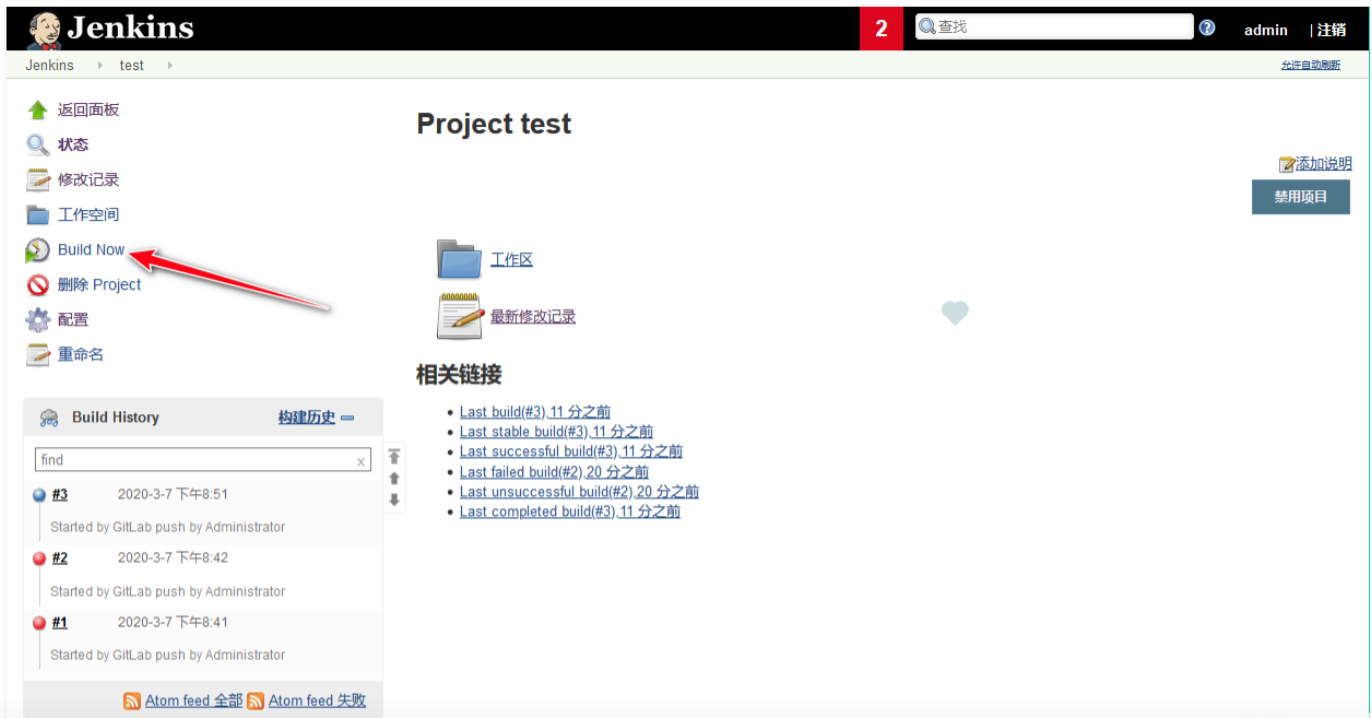 Jenkins
2
查找
admin
| 注销
Jenkins
test
允许自动刷新
返回面板
状态
修改记录
工作空间
Build Now
删除 Project
配置
重命名
Project test
添加说明
禁用项目
工作区
最新修改记录
相关链接
Last build(#3),11 分之前
Last stable build(#3),11 分之前
Last successful build(#3),11 分之前
Last failed build(#2),20 分之前
Last unsuccessful build(#2),20 分之前
Last completed build(#3),11 分之前
Build History
构建历史
find
x
#3 2020-3-7 下午8:51
Started by GitLab push by Administrator
#2 2020-3-7 下午8:42
Started by GitLab push by Administrator
#1 2020-3-7 下午8:41
Started by GitLab push by Administrator
Atom feed 全部 Atom feed 失败